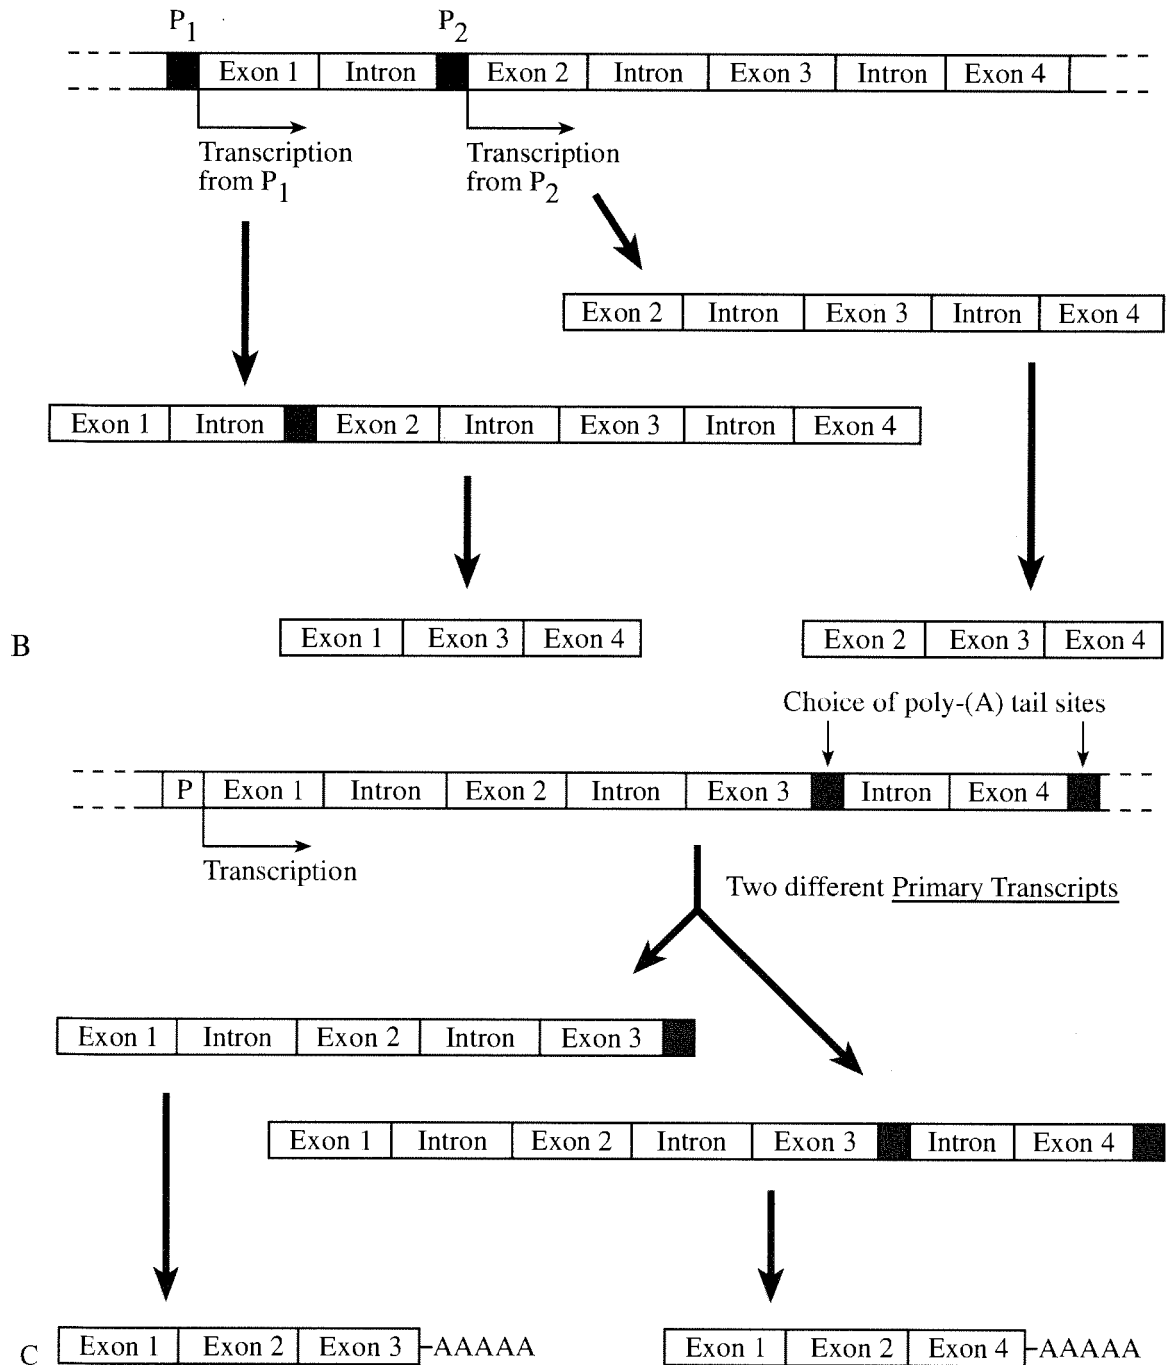 P1 P2
Exon 1 Intron Exon 2 Intron Exon 3 Intron Exon 4
Transcription Transcription
from P1 from P2
Exon 2 Intron Exon 3 Intron Exon 4
Exon 1 Intron Exon 2 Intron Exon 3 Intron Exon 4
B Exon 1 Exon 3 Exon 4 Exon 2 Exon 3 Exon 4
Choice of poly-(A) tail sites
P Exon 1 Intron Exon 2 Intron Exon 3 Intron Exon 4
Transcription
Two different Primary Transcripts
Exon 1 Intron Exon 2 Intron Exon 3
Exon 1 Intron Exon 2 Intron Exon 3 Intron Exon 4
C Exon 1 Exon 2 Exon 3 -AAAAA Exon 1 Exon 2 Exon 4 -AAAAA